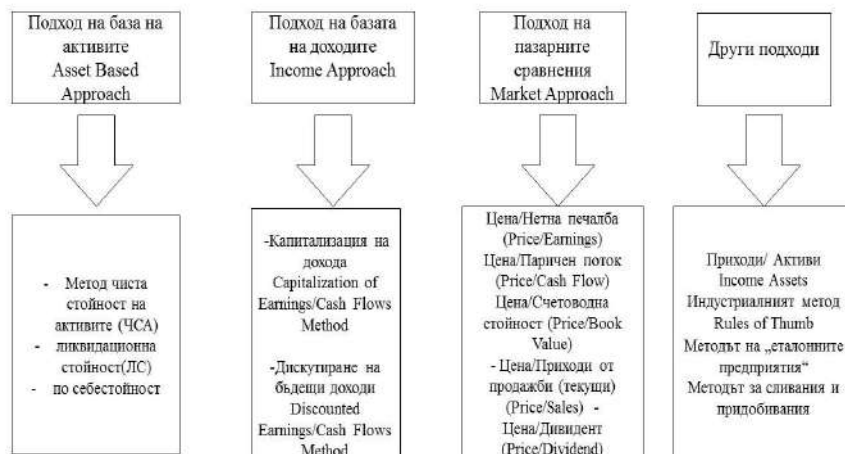 Подход на база на
активите
Asset Based
Approach
Подход на базата
на доходите
Income Approach
Подход на
пазарните
сравнения
Market Approach
Други подходи
- Метод чиста
стойност на
активите (ЧСА)
- ликвидационна
стойност(ЛС)
- по себестойност
-Капитализация на
дохода
Capitalization of
Earnings/Cash Flows
Method
-Дискутиране на
бъдещи доходи
Discounted
Earnings/Cash Flows
Method
Цена/Нетна печалба
(Price/Earnings)
Цена/Паричен поток
(Price/Cash Flow)
Цена/Счетоводна
стойност (Price/Book
Value)
- Цена/Приходи от
продажби (текущи)
(Price/Sales) -
Цена/Дивидент
(Price/Dividend)
Приходи/ Активи
Income Assets
Индустриалният метод
Rules of Thumb
Методът на „еталонните
предприятия“
Методът за сливания и
придобивания